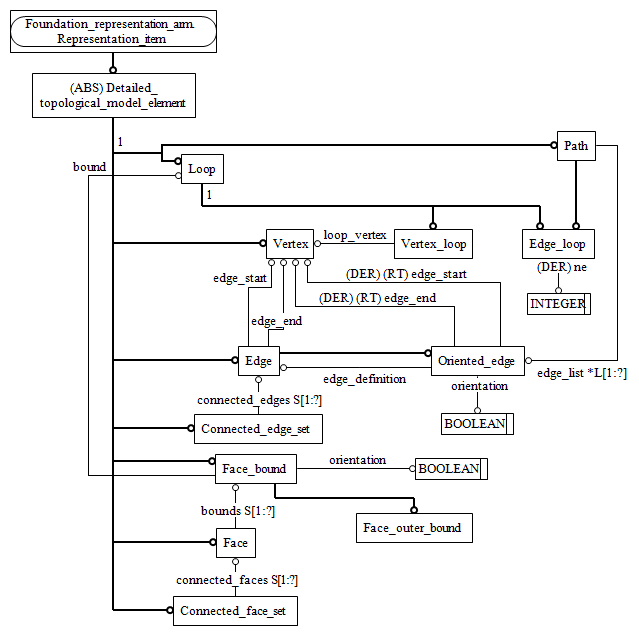 Foundation_representation_arm.
Representation_item
(ABS) Detailed_
topological_model_element
1
Path
bound
Loop
1
Vertex
loop_vertex
Vertex_loop
Edge_loop
(DER) ne
INTEGER
edge_start
(DER) (RT) edge_start
(DER) (RT) edge_end
edge_end
Edge
Oriented_edge
edge_definition
edge_list *L[1:?]
orientation
connected_edges S[1:?]
BOOLEAN
Connected_edge_set
Face_bound
orientation
BOOLEAN
bounds S[1:?]
Face_outer_bound
Face
connected_faces S[1:?]
Connected_face_set